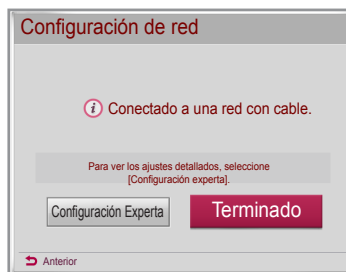 Configuración de red
Conectado a una red con cable.
Para ver los ajustes detallados, seleccione
[Configuración experta].
Configuración Experta
Terminado
Anterior